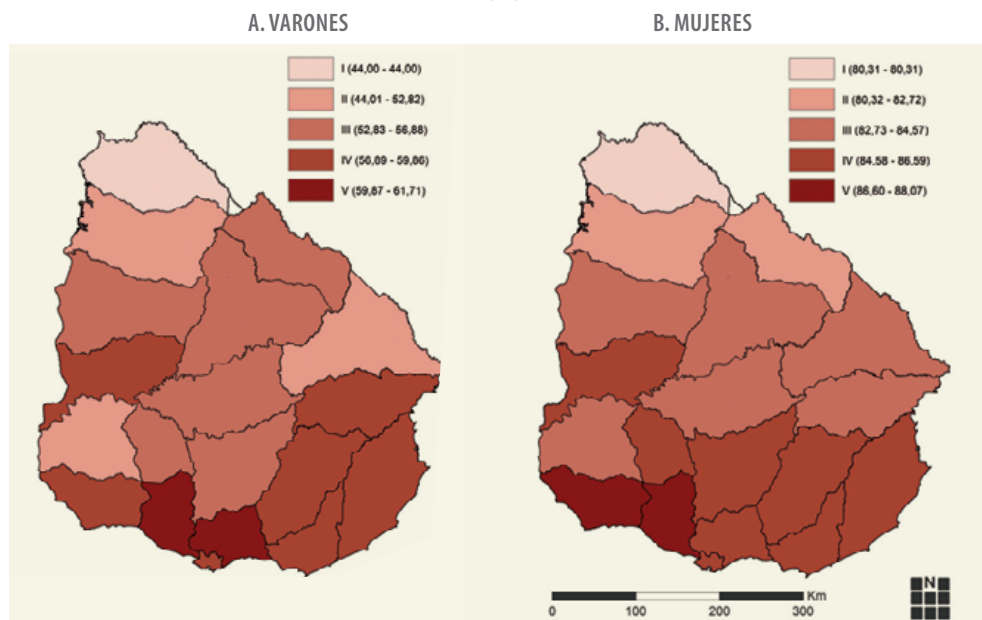 A. VARONES
I (44,00 - 44,00)
II (44,01 - 52,82)
III (52,83 - 56,88)
IV (56,89 - 59,86)
V (59,87 - 61,71)
B. MUJERES
I (80,31 - 80,31)
II (80,32 - 82,72)
III (82,73 - 84,57)
IV (84,58 - 86,59)
V (86,60 - 88,07)
0 100 200 300 Km
N